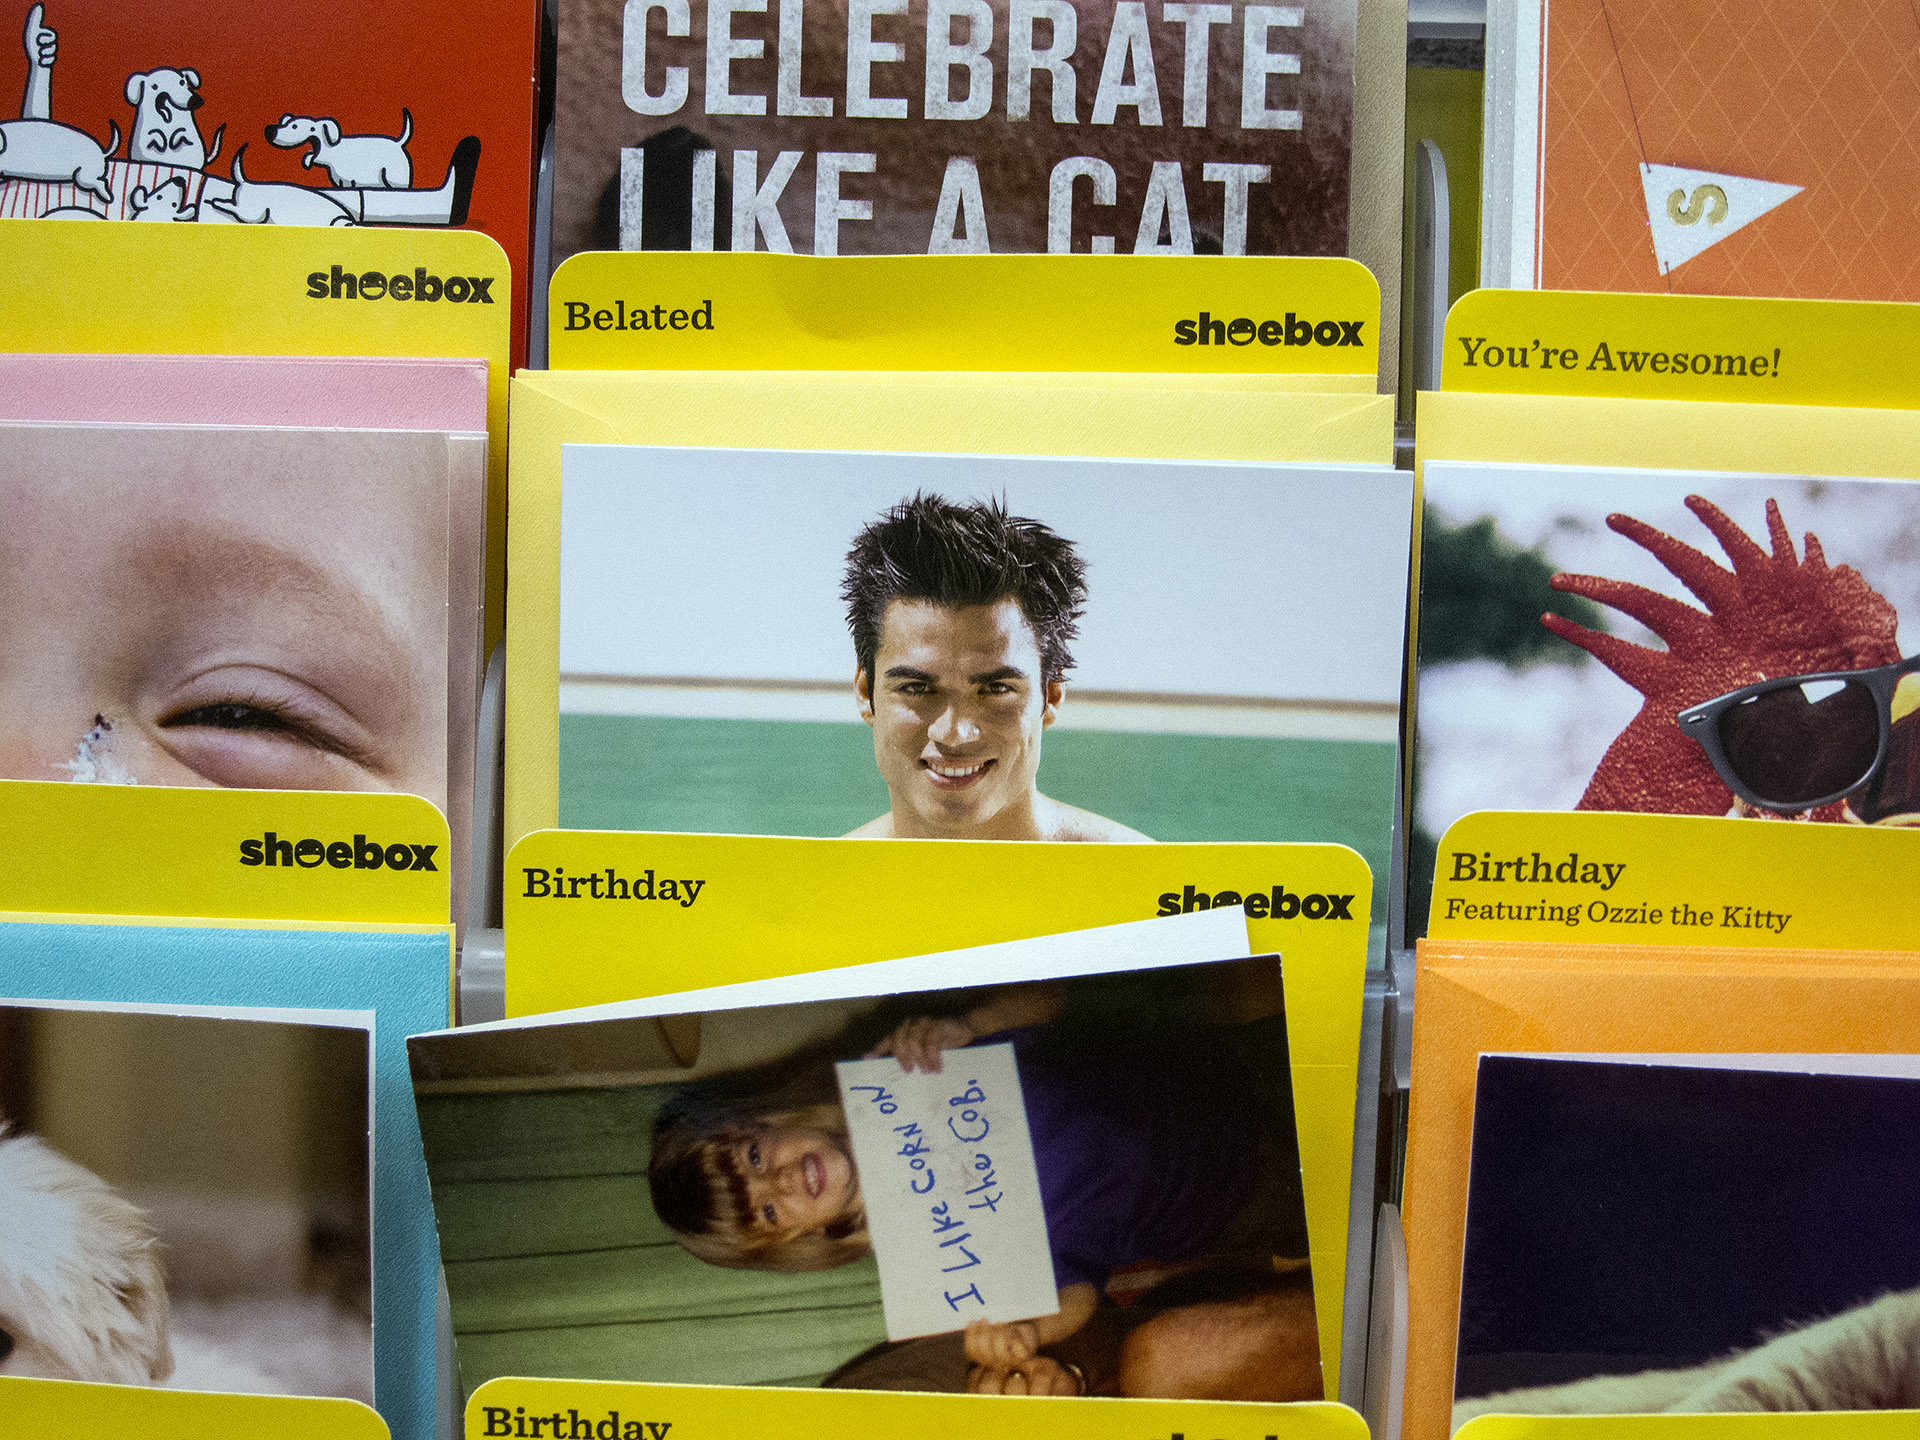 CELEBRATE
LIKE A CAT
S
shoebox
Belated
shoebox
You're Awesome!
shoebox
Birthday
shoebox
Birthday
Featuring Ozzie the Kitty
I LIke CORN ON
the CoB.
Birthday